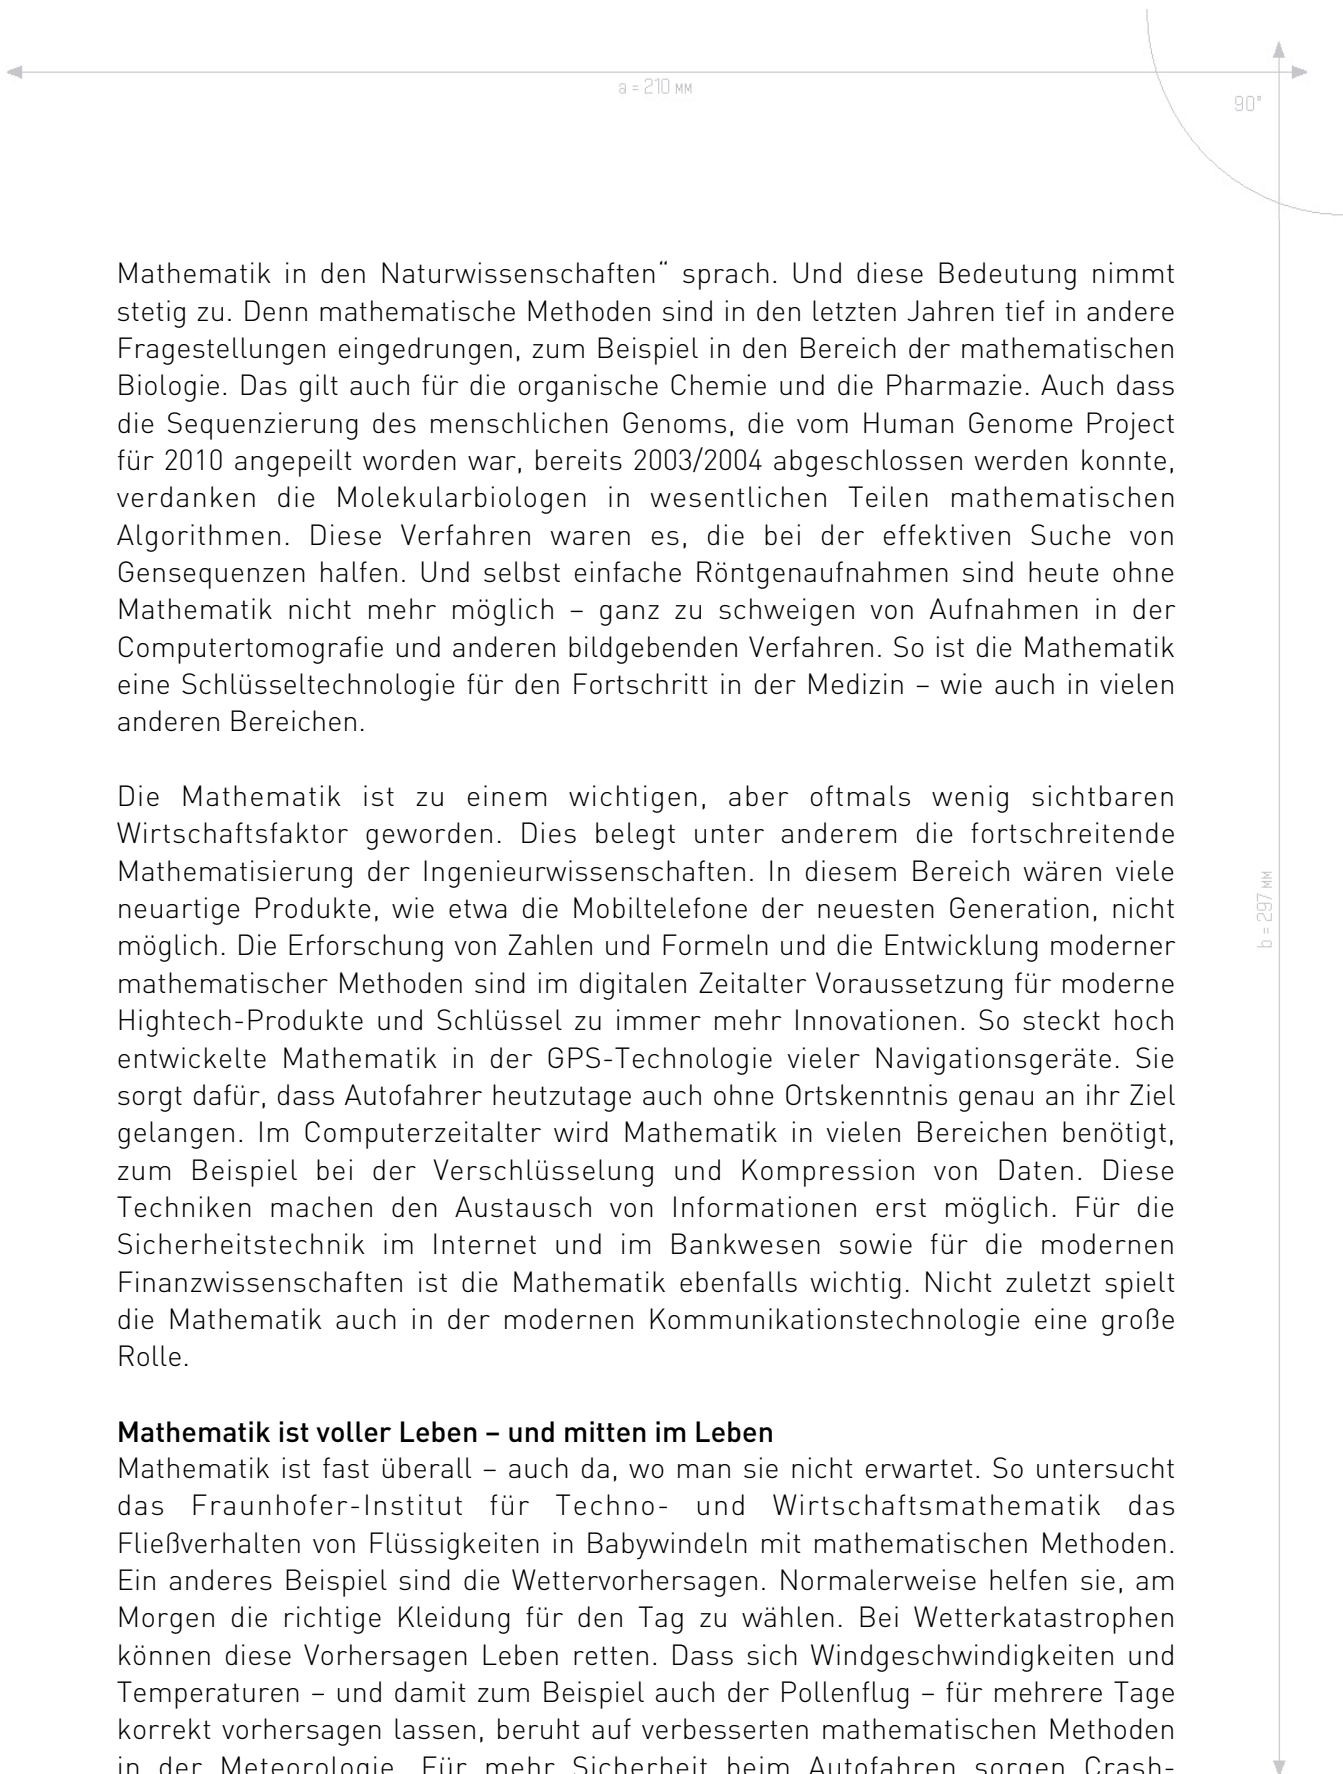 a = 210 MM
90°
Mathematik in den Naturwissenschaften“ sprach. Und diese Bedeutung nimmt
stetig zu. Denn mathematische Methoden sind in den letzten Jahren tief in andere
Fragestellungen eingedrungen, zum Beispiel in den Bereich der mathematischen
Biologie. Das gilt auch für die organische Chemie und die Pharmazie. Auch dass
die Sequenzierung des menschlichen Genoms, die vom Human Genome Project
für 2010 angepeilt worden war, bereits 2003/2004 abgeschlossen werden konnte,
verdanken die Molekularbiologen in wesentlichen Teilen mathematischen
Algorithmen. Diese Verfahren waren es, die bei der effektiven Suche von
Gensequenzen halfen. Und selbst einfache Röntgenaufnahmen sind heute ohne
Mathematik nicht mehr möglich – ganz zu schweigen von Aufnahmen in der
Computertomografie und anderen bildgebenden Verfahren. So ist die Mathematik
eine Schlüsseltechnologie für den Fortschritt in der Medizin – wie auch in vielen
anderen Bereichen.
Die Mathematik ist zu einem wichtigen, aber oftmals wenig sichtbaren
Wirtschaftsfaktor geworden. Dies belegt unter anderem die fortschreitende
Mathematisierung der Ingenieurwissenschaften. In diesem Bereich wären viele
neuartige Produkte, wie etwa die Mobiltelefone der neuesten Generation, nicht
möglich. Die Erforschung von Zahlen und Formeln und die Entwicklung moderner
mathematischer Methoden sind im digitalen Zeitalter Voraussetzung für moderne
Hightech-Produkte und Schlüssel zu immer mehr Innovationen. So steckt hoch
entwickelte Mathematik in der GPS-Technologie vieler Navigationsgeräte. Sie
sorgt dafür, dass Autofahrer heutzutage auch ohne Ortskenntnis genau an ihr Ziel
gelangen. Im Computerzeitalter wird Mathematik in vielen Bereichen benötigt,
zum Beispiel bei der Verschlüsselung und Kompression von Daten. Diese
Techniken machen den Austausch von Informationen erst möglich. Für die
Sicherheitstechnik im Internet und im Bankwesen sowie für die modernen
Finanzwissenschaften ist die Mathematik ebenfalls wichtig. Nicht zuletzt spielt
die Mathematik auch in der modernen Kommunikationstechnologie eine große
Rolle.
b = 297 MM
Mathematik ist voller Leben – und mitten im Leben
Mathematik ist fast überall – auch da, wo man sie nicht erwartet. So untersucht
das Fraunhofer-Institut für Techno- und Wirtschaftsmathematik das
Fließverhalten von Flüssigkeiten in Babywindeln mit mathematischen Methoden.
Ein anderes Beispiel sind die Wettervorhersagen. Normalerweise helfen sie, am
Morgen die richtige Kleidung für den Tag zu wählen. Bei Wetterkatastrophen
können diese Vorhersagen Leben retten. Dass sich Windgeschwindigkeiten und
Temperaturen – und damit zum Beispiel auch der Pollenflug – für mehrere Tage
korrekt vorhersagen lassen, beruht auf verbesserten mathematischen Methoden
in der Meteorologie. Für mehr Sicherheit beim Autofahren sorgen Crash-